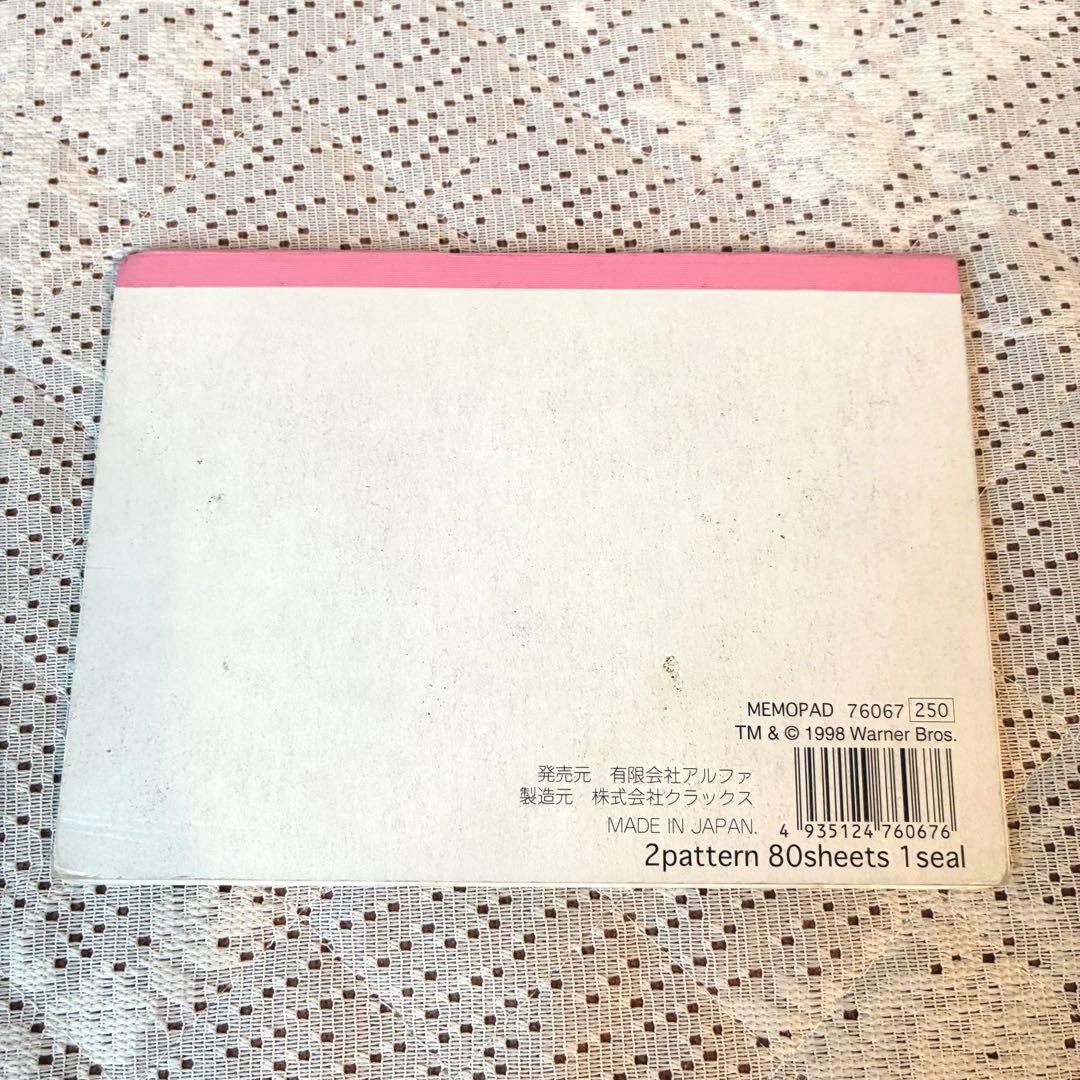 MEMOPAD 76067 250
TM & © 1998 Warner Bros.
発売元 有限会社アルファ
製造元 株式会社クラックス
MADE IN JAPAN.
4 935124 760676
2pattern 80sheets 1seal